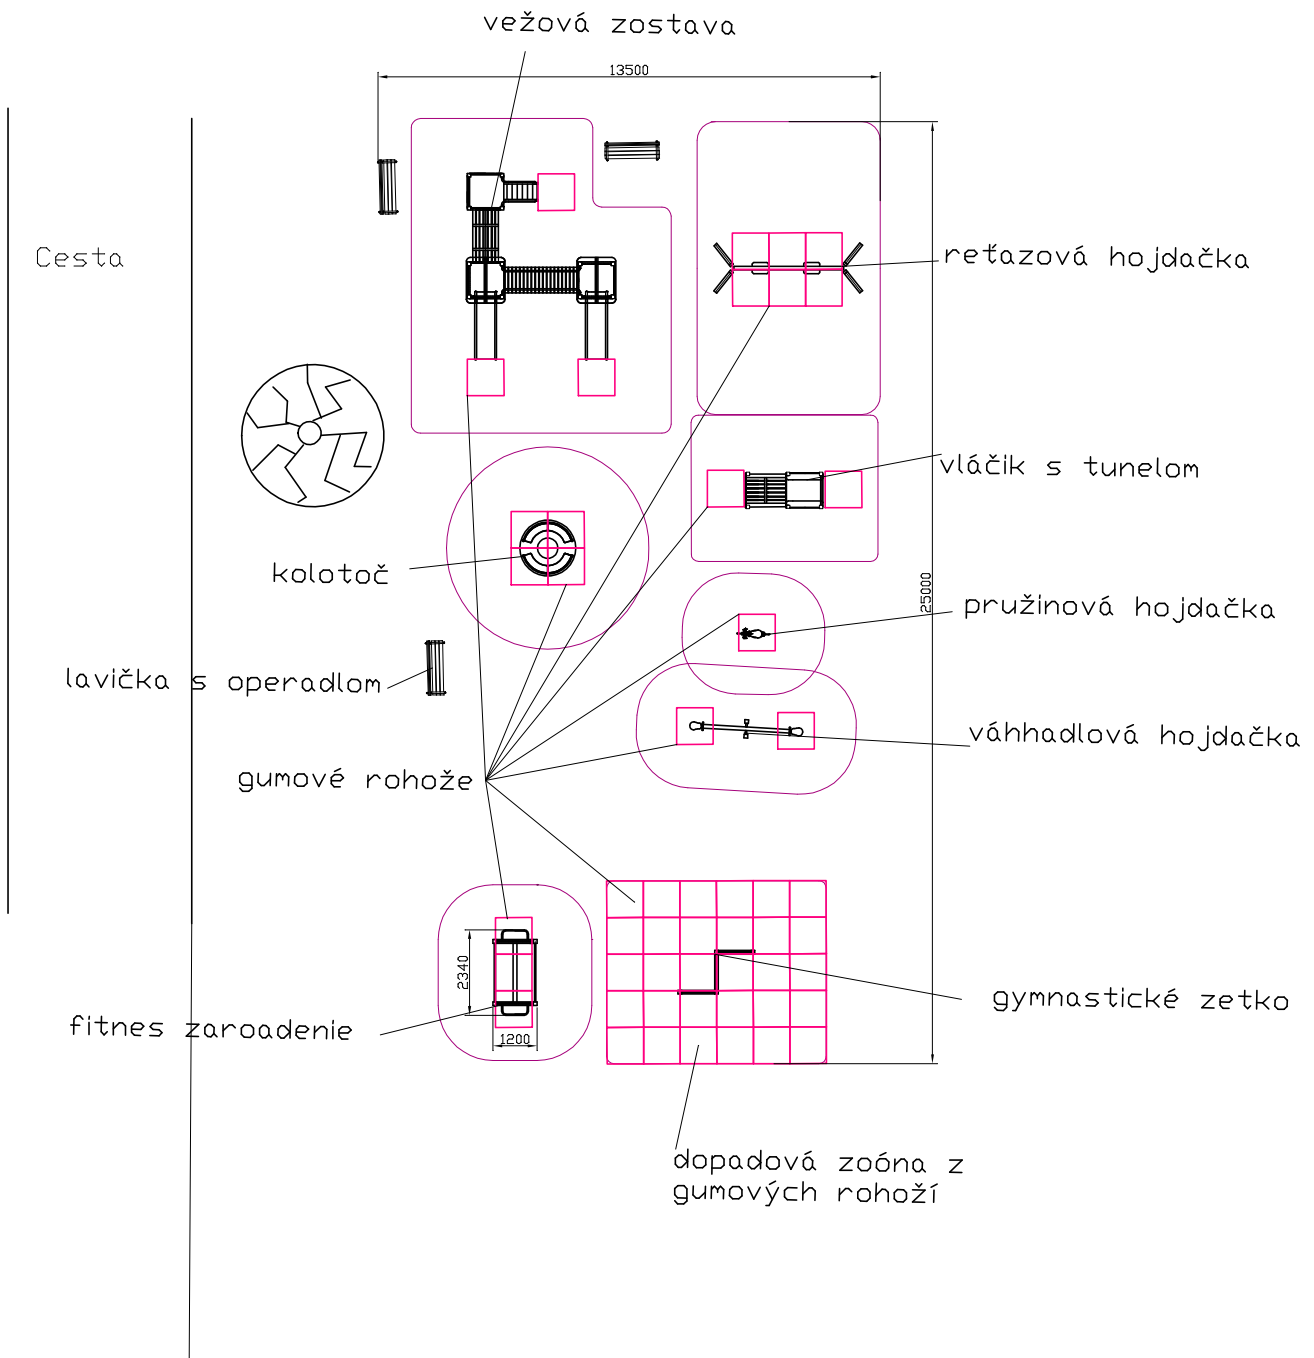 vežová zostava
13500
Cesta
reťazová hojdačka
vláčik s tunelom
kolotoč
25000
pružinová hojdačka
lavička s operadlom
váhhadlová hojdačka
gumové rohože
2340
gymnastické zetko
fitnes zaroadenie
1200
dopadová zoóna z
gumových rohoží